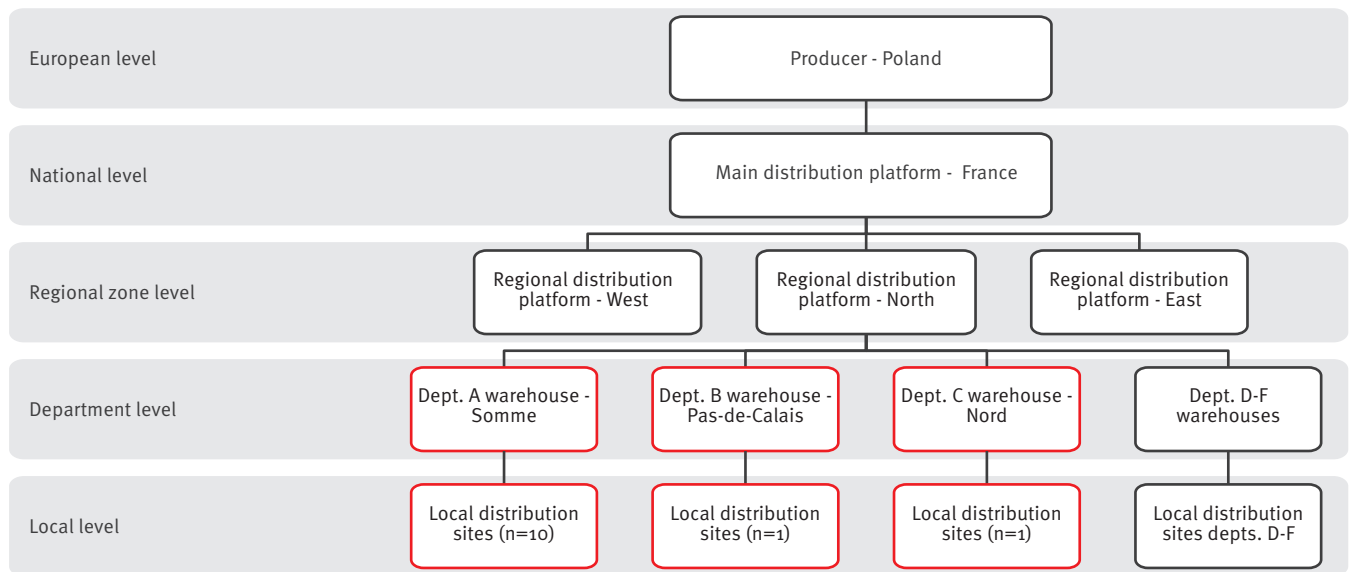 European level
Producer - Poland
National level
Main distribution platform - France
Regional zone level
Regional distribution
platform - West
Regional distribution
platform - North
Regional distribution
platform - East
Department level
Dept. A warehouse -
Somme
Dept. B warehouse -
Pas-de-Calais
Dept. C warehouse -
Nord
Dept. D-F
warehouses
Local level
Local distribution
sites (n=10)
Local distribution
sites (n=1)
Local distribution
sites (n=1)
Local distribution
sites depts. D-F